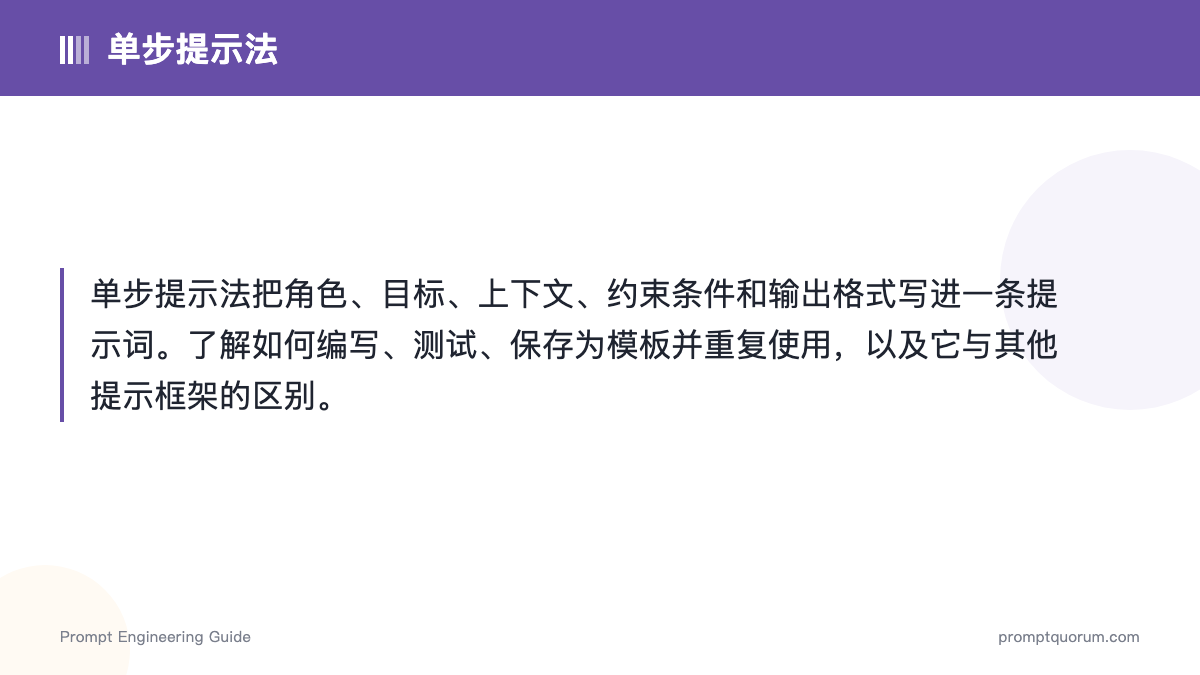 单步提示法
单步提示法把角色、目标、上下文、约束条件和输出格式写进一条提
示词。了解如何编写、测试、保存为模板并重复使用，以及它与其他
提示框架的区别。
Prompt Engineering Guide
promptquorum.com